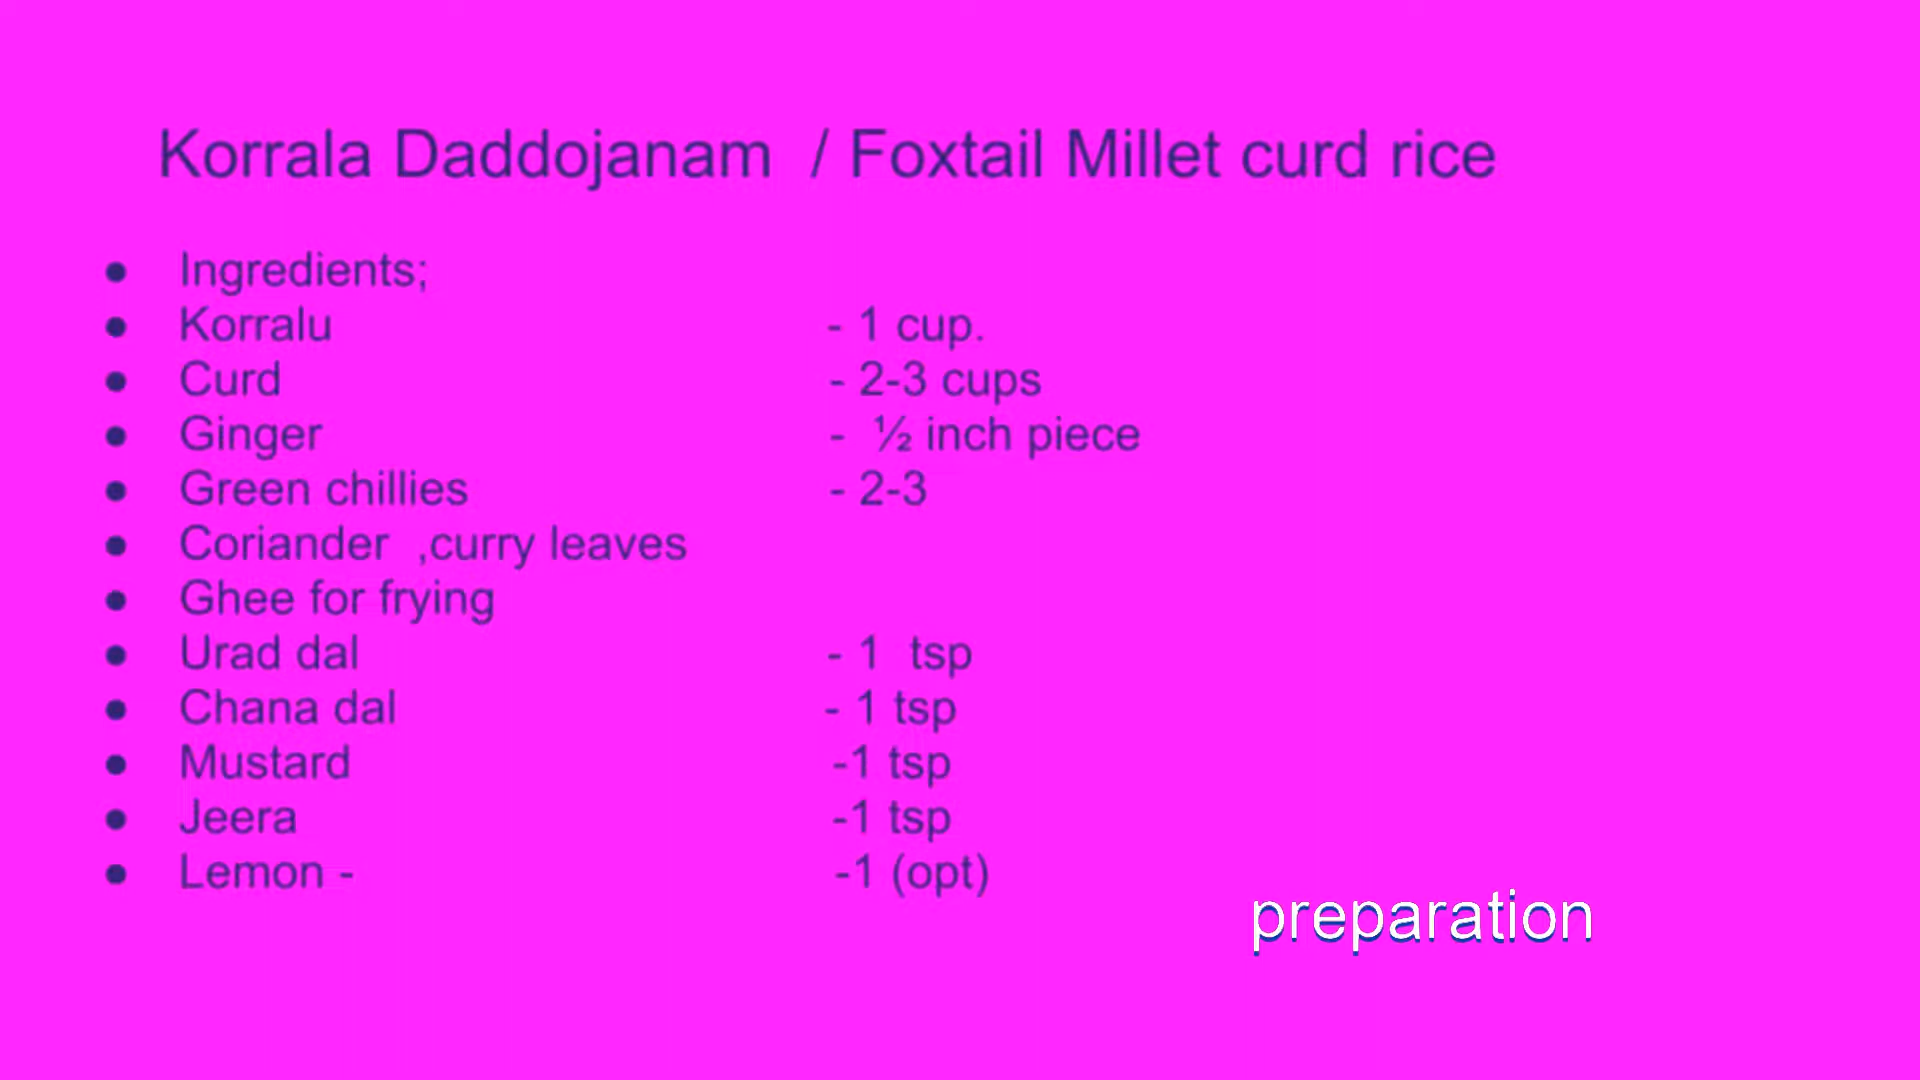 Korrala Daddojanam / Foxtail Millet curd rice
● Ingredients;
● Korralu - 1 cup.
● Curd - 2-3 cups
● Ginger - ½ inch piece
● Green chillies - 2-3
● Coriander ,curry leaves
● Ghee for frying
● Urad dal - 1 tsp
● Chana dal - 1 tsp
● Mustard -1 tsp
● Jeera -1 tsp
● Lemon - -1 (opt)
preparation